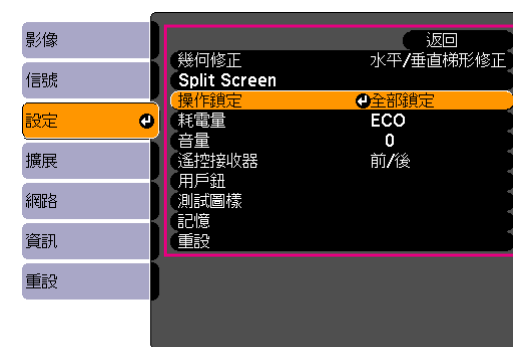 影像
信號
設定
擴展
網路
資訊
重設
返回
幾何修正 水平/垂直梯形修正
Split Screen
操作鎖定 全部鎖定
耗電量 ECO
音量 0
遙控接收器 前/後
用戶鈕
測試圖樣
記憶
重設